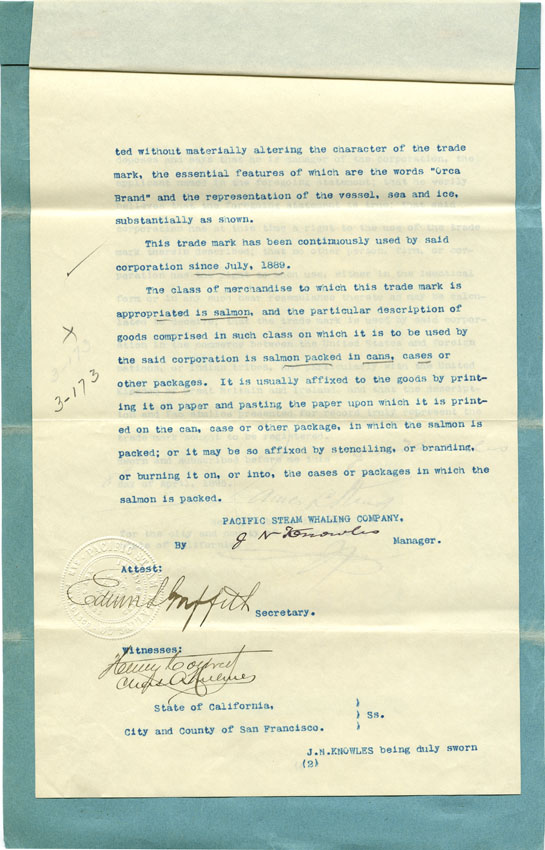 ted without materially altering the character of the trade
mark, the essential features of which are the words "Orca
Brand" and the representation of the vessel, sea and ice,
substantially as shown.
This trade mark has been continuously used by said
corporation since July, 1889.
The class of merchandise to which this trade mark is
appropriated is salmon, and the particular description of
goods comprised in such class on which it is to be used by
the said corporation is salmon packed in cans, cases or
other packages. It is usually affixed to the goods by print-
ing it on paper and pasting the paper upon which it is print-
ed on the can, case or other package, in which the salmon is
packed; or it may be so affixed by stenciling, or branding,
or burning it on, or into, the cases or packages in which the
salmon is packed.
X
3-173
3-173
PACIFIC STEAM WHALING COMPANY,
By J N Knowles Manager.
Attest:
Edwin L Griffith Secretary.
Witnesses:
Henry
Chas A
State of California, )
) Ss.
City and County of San Francisco. )
J.N.KNOWLES being duly sworn
(2)